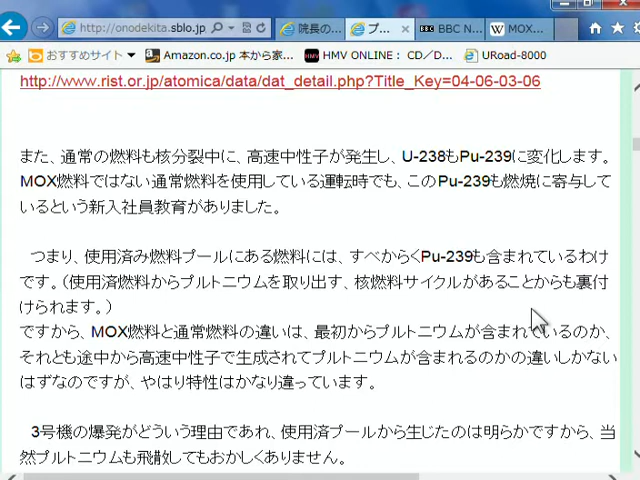 http://onodekita.sblo.jp
院長の...
プ...
BBC N...
MOX...
おすすめサイト
Amazon.co.jp 本から家...
HMV ONLINE： CD／D...
URoad-8000
http://www.rist.or.jp/atomica/data/dat_detail.php?Title_Key=04-06-03-06
また、通常の燃料も核分裂中に、高速中性子が発生し、U-238もPu-239に変化します。
MOX燃料ではない通常燃料を使用している運転時でも、このPu-239も燃焼に寄与して
いるという新入社員教育がありました。
つまり、使用済み燃料プールにある燃料には、すべからくPu-239も含まれているわけ
です。（使用済燃料からプルトニウムを取り出す、核燃料サイクルがあることからも裏付
けられます。）
ですから、MOX燃料と通常燃料の違いは、最初からプルトニウムが含まれているのか、
それとも途中から高速中性子で生成されてプルトニウムが含まれるのかの違いしかない
はずなのですが、やはり特性はかなり違っています。
3号機の爆発がどういう理由であれ、使用済プールから生じたのは明らかですから、当
然プルトニウムも飛散してもおかしくありません。